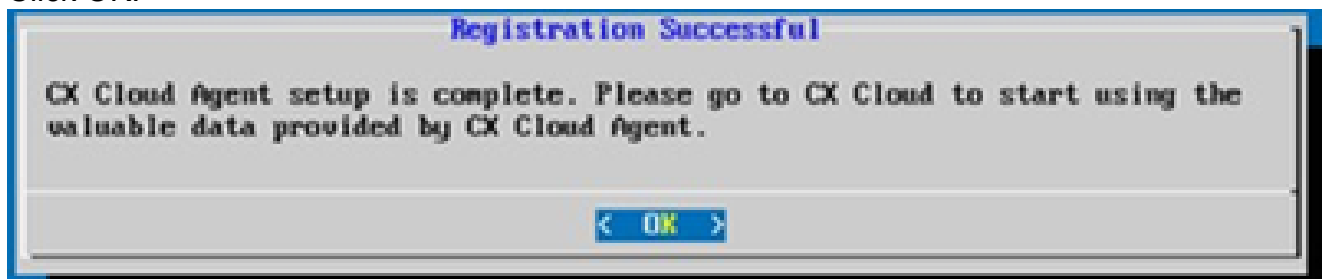 Registration Successful
CX Cloud Agent setup is complete. Please go to CX Cloud to start using the
valuable data provided by CX Cloud Agent.
< OK >